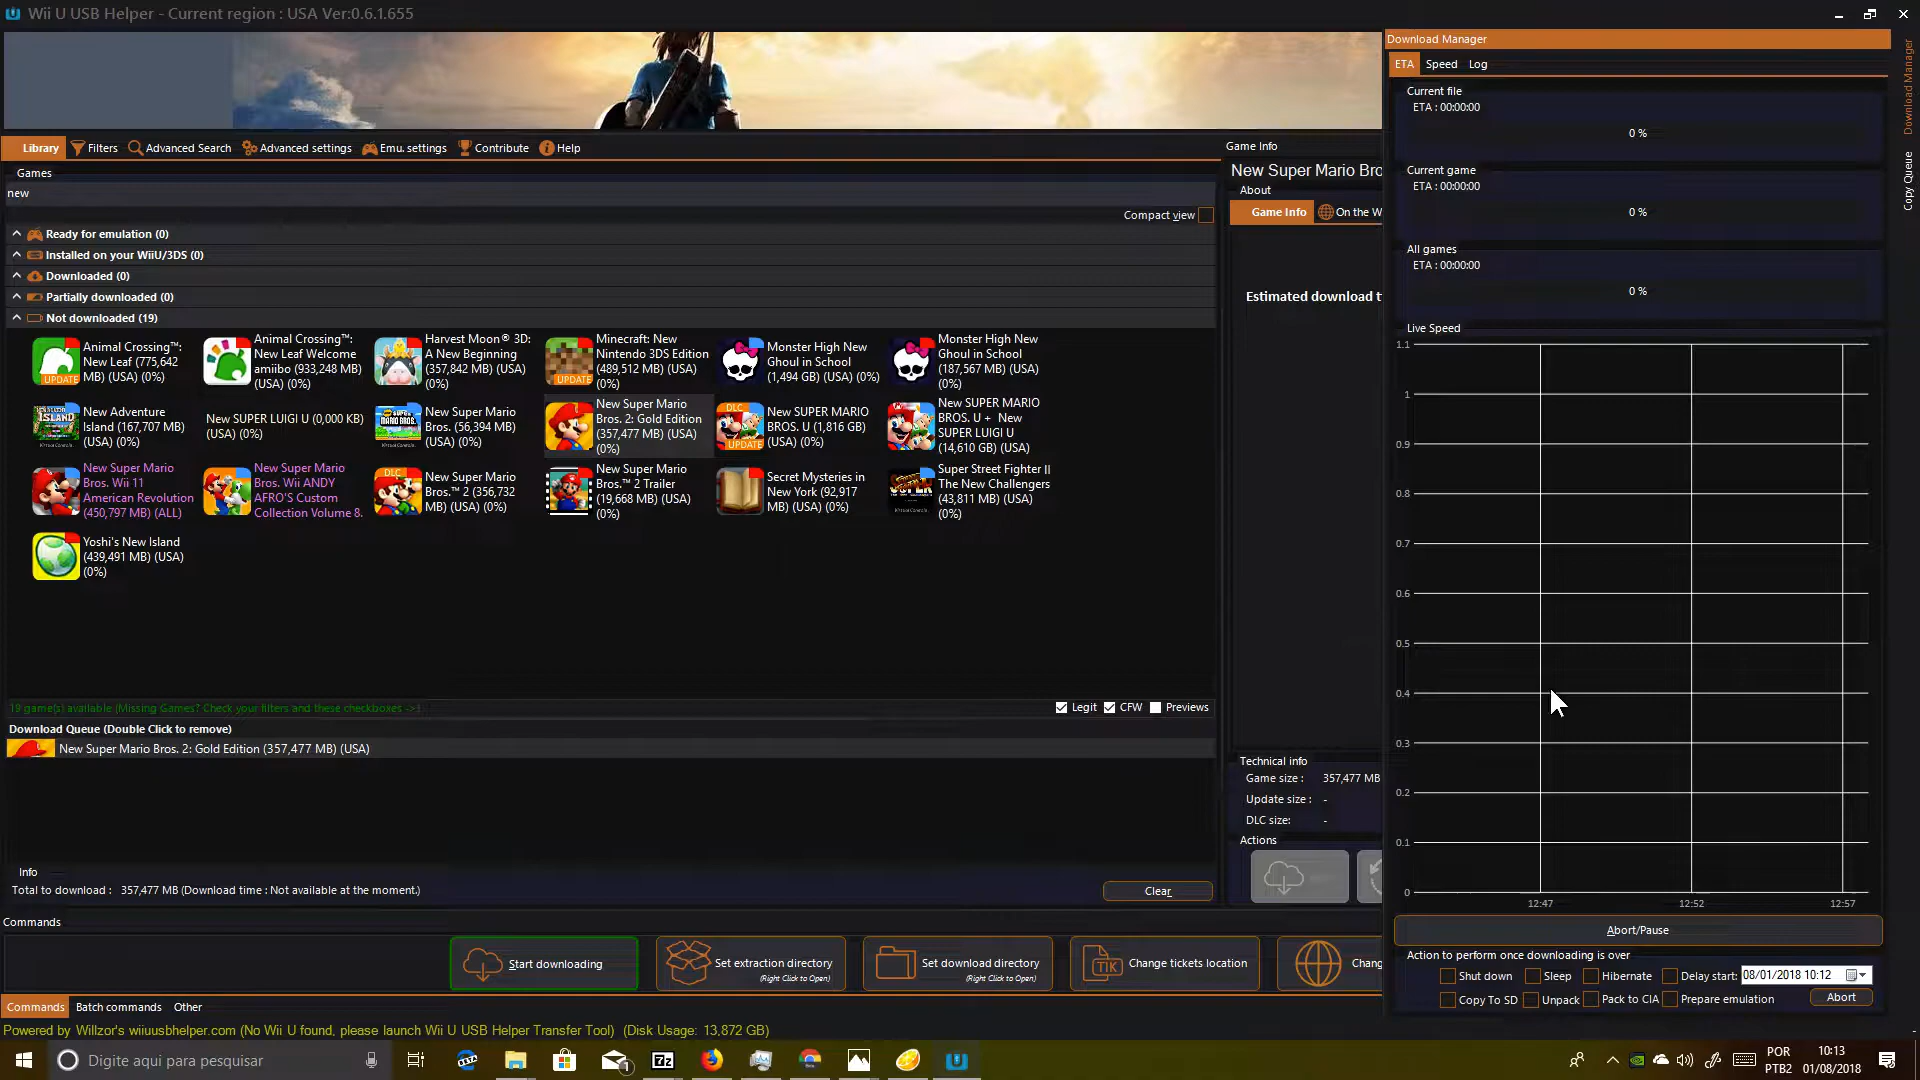 Wii U USB Helper - Current region : USA Ver:0.6.1.655
Download Manager
ETA Speed Log
Current file
ETA : 00:00:00
0 %
Current game
ETA : 00:00:00
0 %
All games
ETA : 00:00:00
0 %
Live Speed
1.1
1
0.9
0.8
0.7
0.6
0.5
0.4
0.3
0.2
0.1
0
12:47 12:52 12:57
Abort/Pause
Action to perform once downloading is over
Shut down Sleep Hibernate Delay start: 08/01/2018 10:12
Copy To SD Unpack Pack to CIA Prepare emulation Abort
Download Manager
Copy Queue
Library Filters Advanced Search Advanced settings Emu. settings Contribute Help
Games
new
Compact view
Ready for emulation (0)
Installed on your WiiU/3DS (0)
Downloaded (0)
Partially downloaded (0)
Not downloaded (19)
Animal Crossing™:
New Leaf (775,642
MB) (USA) (0%)
UPDATE
Animal Crossing™:
New Leaf Welcome
amiibo (933,248 MB)
(USA) (0%)
Harvest Moon® 3D:
A New Beginning
(357,842 MB) (USA)
(0%)
Minecraft: New
Nintendo 3DS Edition
(489,512 MB) (USA)
(0%)
UPDATE
Monster High New
Ghoul in School
(1,494 GB) (USA) (0%)
Monster High New
Ghoul in School
(187,567 MB) (USA)
(0%)
New Adventure
Island (167,707 MB)
(USA) (0%)
New SUPER LUIGI U (0,000 KB)
(USA) (0%)
New Super Mario
Bros. (56,394 MB)
(USA) (0%)
New Super Mario
Bros. 2: Gold Edition
(357,477 MB) (USA)
(0%)
DLC
UPDATE
New SUPER MARIO
BROS. U (1,816 GB)
(USA) (0%)
New SUPER MARIO
BROS. U + New
SUPER LUIGI U
(14,610 GB) (USA)
New Super Mario
Bros. Wii 11
American Revolution
(450,797 MB) (ALL)
New Super Mario
Bros. Wii ANDY
AFRO'S Custom
Collection Volume 8.
DLC
New Super Mario
Bros.™ 2 (356,732
MB) (USA) (0%)
New Super Mario
Bros.™ 2 Trailer
(19,668 MB) (USA)
(0%)
Secret Mysteries in
New York (92,917
MB) (USA) (0%)
Super Street Fighter II
The New Challengers
(43,811 MB) (USA)
(0%)
Yoshi's New Island
(439,491 MB) (USA)
(0%)
19 game(s) available (Missing Games? Check your filters and these checkboxes ->)
Legit CFW Previews
Download Queue (Double Click to remove)
New Super Mario Bros. 2: Gold Edition (357,477 MB) (USA)
Info
Total to download : 357,477 MB (Download time : Not available at the moment.)
Clear
Game Info
New Super Mario Bro
About
Game Info On the W
Estimated download t
Technical info
Game size : 357,477 MB
Update size : -
DLC size: -
Actions
Commands
Start downloading
Set extraction directory
(Right Click to Open)
Set download directory
(Right Click to Open)
TIK
Change tickets location
Chang
Commands Batch commands Other
Powered by Willzor's wiiuusbhelper.com (No Wii U found, please launch Wii U USB Helper Transfer Tool) (Disk Usage: 13,872 GB)
Digite aqui para pesquisar
POR
PTB2
10:13
01/08/2018